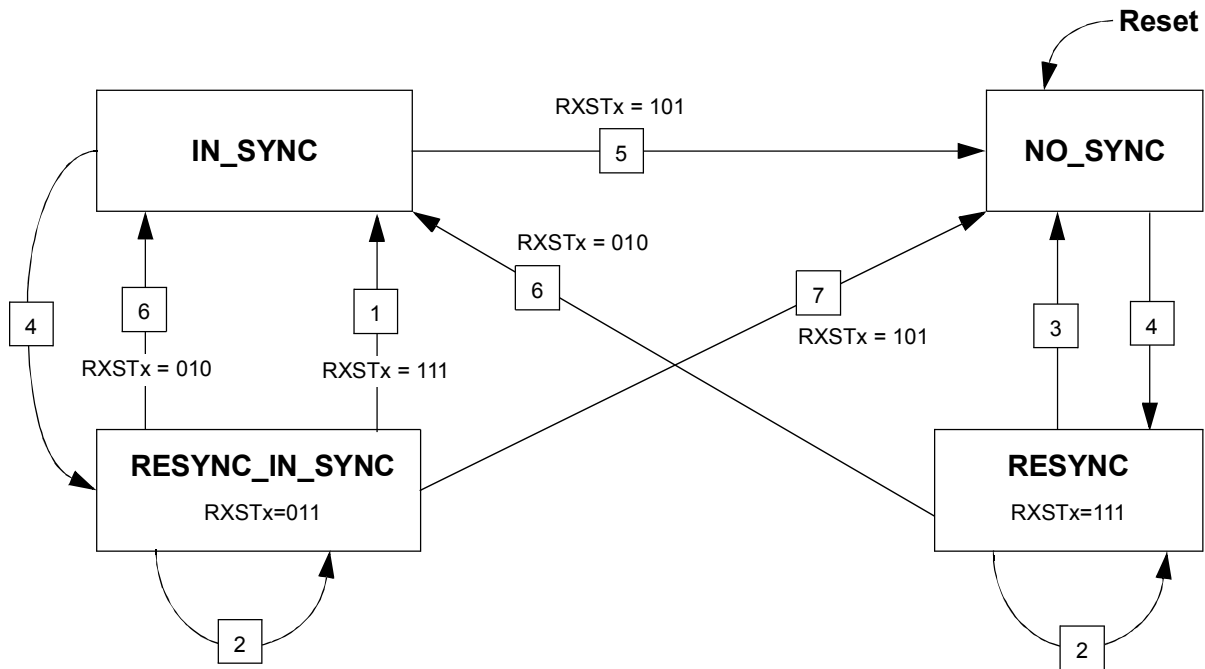 Reset
RXSTx = 101
IN_SYNC
5
NO_SYNC
RXSTx = 010
6
7
4
6
1
3
4
RXSTx = 101
RXSTx = 010
RXSTx = 111
RESYNC_IN_SYNC
RXSTx=011
RESYNC
RXSTx=111
2
2